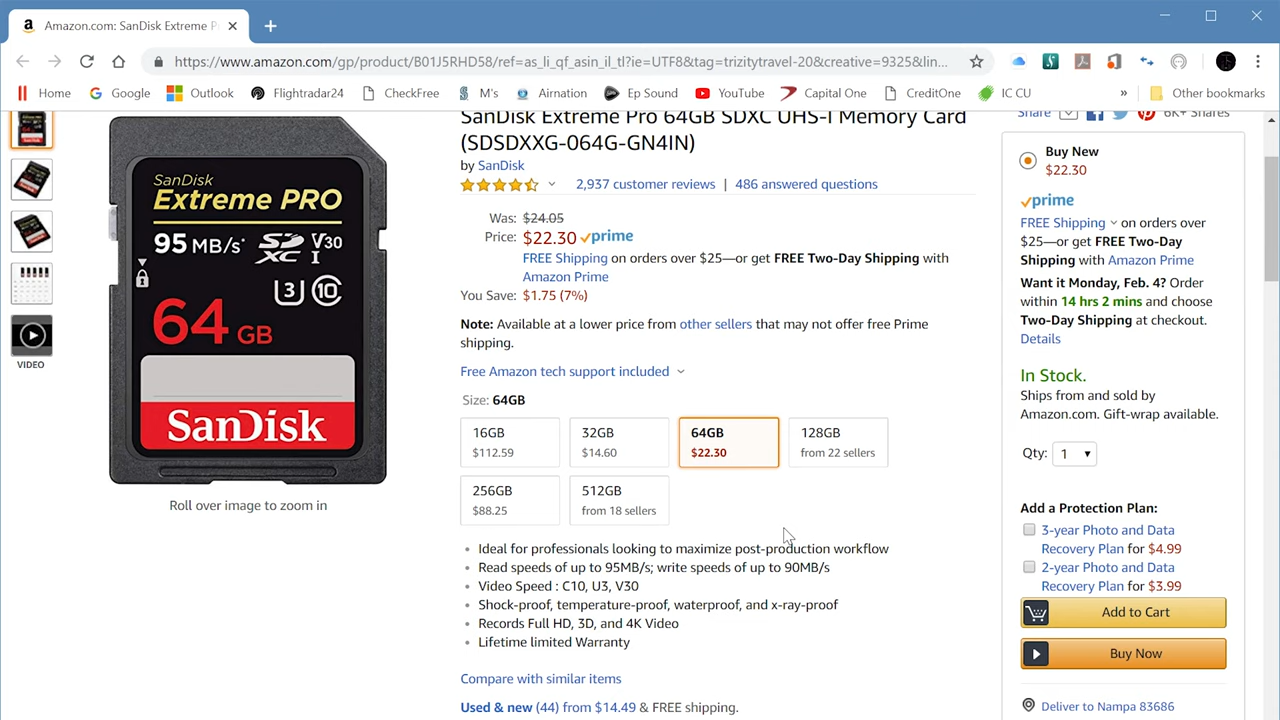 Amazon.com: SanDisk Extreme P
https://www.amazon.com/gp/product/B01J5RHD58/ref=as_li_qf_asin_il_tl?ie=UTF8&tag=trizitytravel-20&creative=9325&lin...
Home Google Outlook Flightradar24 CheckFree M's Airnation Ep Sound YouTube Capital One CreditOne IC CU » Other bookmarks
SanDisk Extreme Pro 64GB SDXC UHS-I Memory Card
(SDSDXXG-064G-GN4IN)
by SanDisk
2,937 customer reviews | 486 answered questions
Was: $24.05
Price: $22.30 prime
FREE Shipping on orders over $25—or get FREE Two-Day Shipping with
Amazon Prime
You Save: $1.75 (7%)
Note: Available at a lower price from other sellers that may not offer free Prime
shipping.
Free Amazon tech support included
Size: 64GB
16GB
$112.59
32GB
$14.60
64GB
$22.30
128GB
from 22 sellers
256GB
$88.25
512GB
from 18 sellers
• Ideal for professionals looking to maximize post-production workflow
• Read speeds of up to 95MB/s; write speeds of up to 90MB/s
• Video Speed : C10, U3, V30
• Shock-proof, temperature-proof, waterproof, and x-ray-proof
• Records Full HD, 3D, and 4K Video
• Lifetime limited Warranty
Compare with similar items
Used & new (44) from $14.49 & FREE shipping.
VIDEO
SanDisk
Extreme PRO
95 MB/s* SD XC I V30
U3 10
64 GB
SanDisk
Roll over image to zoom in
Share 6K+ Shares
Buy New
$22.30
prime
FREE Shipping on orders over
$25—or get FREE Two-Day
Shipping with Amazon Prime
Want it Monday, Feb. 4? Order
within 14 hrs 2 mins and choose
Two-Day Shipping at checkout.
Details
In Stock.
Ships from and sold by
Amazon.com. Gift-wrap available.
Qty: 1
Add a Protection Plan:
3-year Photo and Data
Recovery Plan for $4.99
2-year Photo and Data
Recovery Plan for $3.99
Add to Cart
Buy Now
Deliver to Nampa 83686